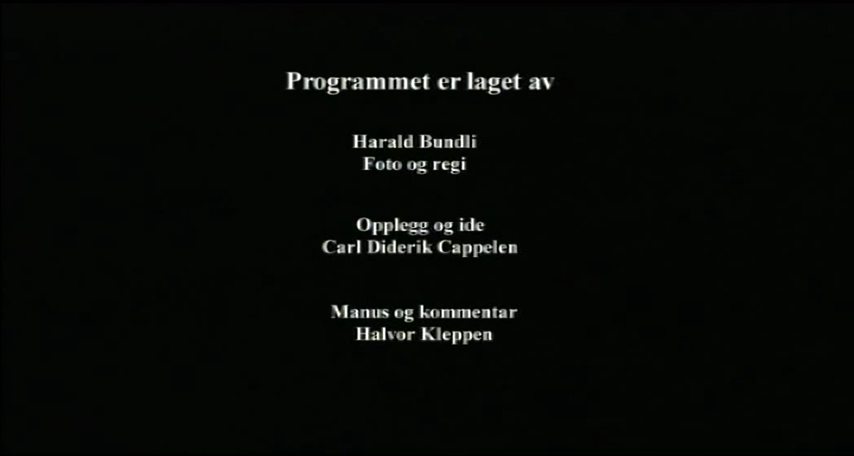 Programmet er laget av
Harald Bundli
Foto og regi
Opplegg og ide
Carl Diderik Cappelen
Manus og kommentar
Halvor Kleppen